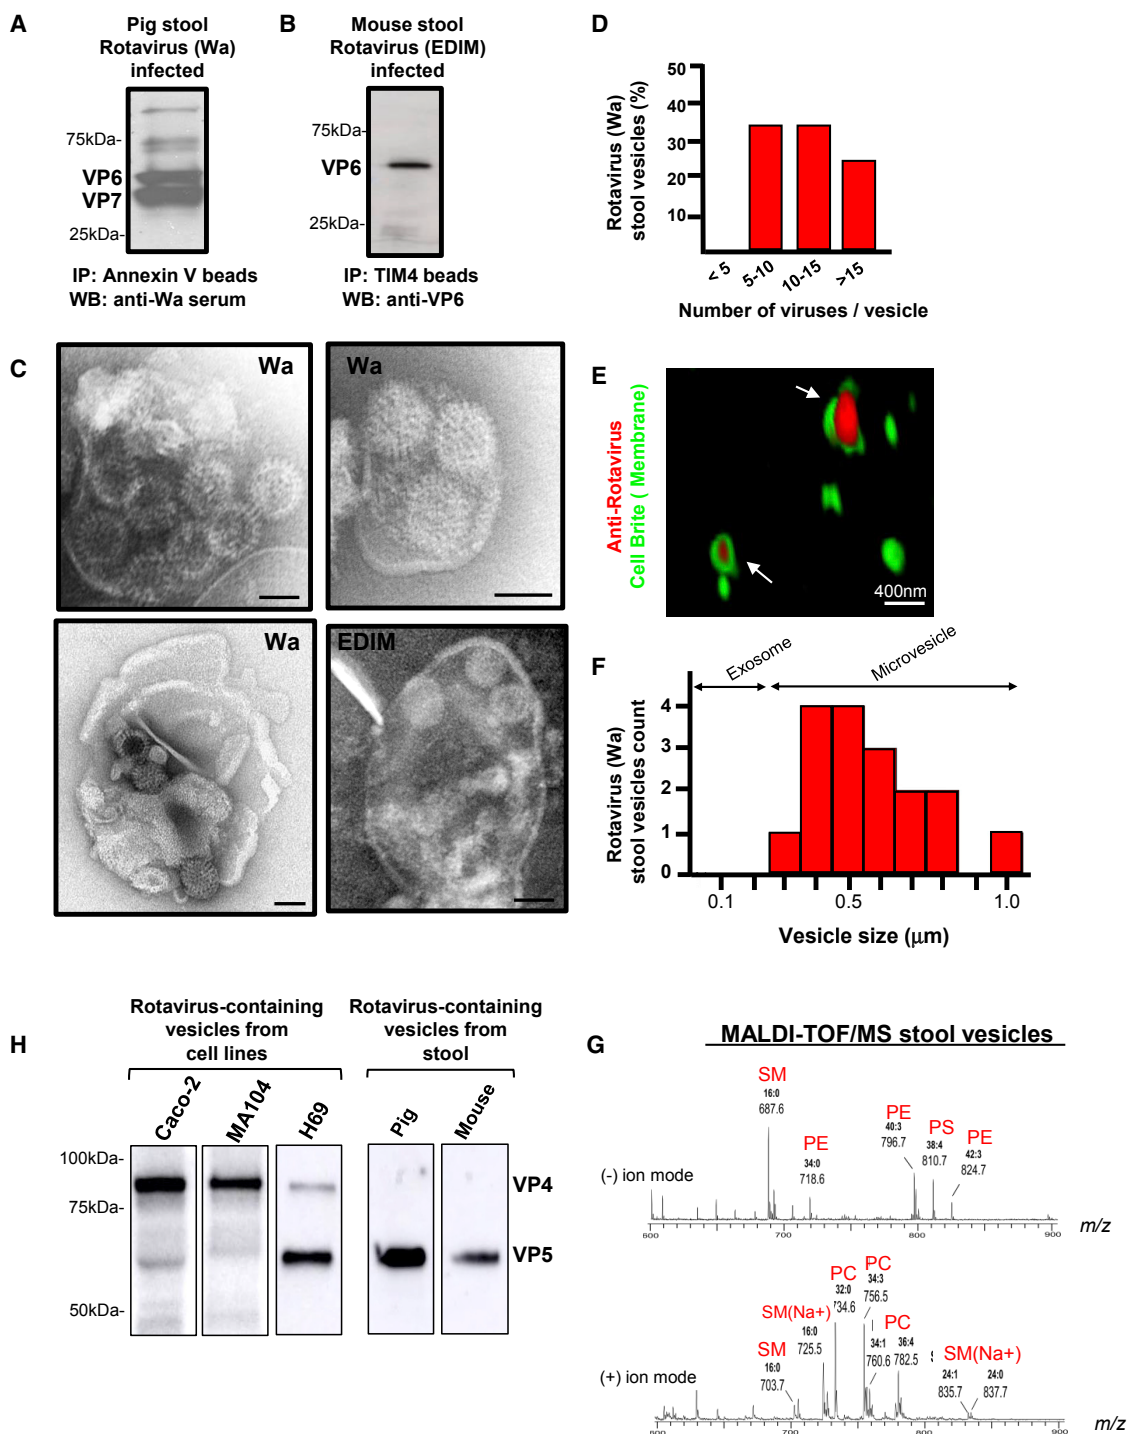 A
Pig stool
Rotavirus (Wa)
infected
75kDa-
VP6
VP7
25kDa-
IP: Annexin V beads
WB: anti-Wa serum
B
Mouse stool
Rotavirus (EDIM)
infected
75kDa-
VP6
25kDa-
IP: TIM4 beads
WB: anti-VP6
D
Rotavirus (Wa)
stool vesicles (%)
50
40
30
20
10
< 5
5-10
10-15
>15
Number of viruses / vesicle
C
Wa
Wa
Wa
EDIM
E
Anti-Rotavirus
Cell Brite ( Membrane)
400nm
F
Exosome
Microvesicle
Rotavirus (Wa)
stool vesicles count
4
3
2
1
0
0.1
0.5
1.0
Vesicle size (μm)
H
Rotavirus-containing
vesicles from
cell lines
Rotavirus-containing
vesicles from
stool
Caco-2
MA104
H69
Pig
Mouse
100kDa-
75kDa-
50kDa-
VP4
VP5
G
MALDI-TOF/MS stool vesicles
(-) ion mode
SM
16:0
687.6
PE
34:0
718.6
PE
40:3
796.7
PS
38:4
810.7
PE
42:3
824.7
600
700
800
900
m/z
(+) ion mode
SM
16:0
703.7
SM(Na+)
16:0
725.5
PC
32:0
734.6
PC
34:3
756.5
34:1
760.6
PC
36:4
782.5
SM(Na+)
24:1
835.7
24:0
837.7
600
700
800
900
m/z